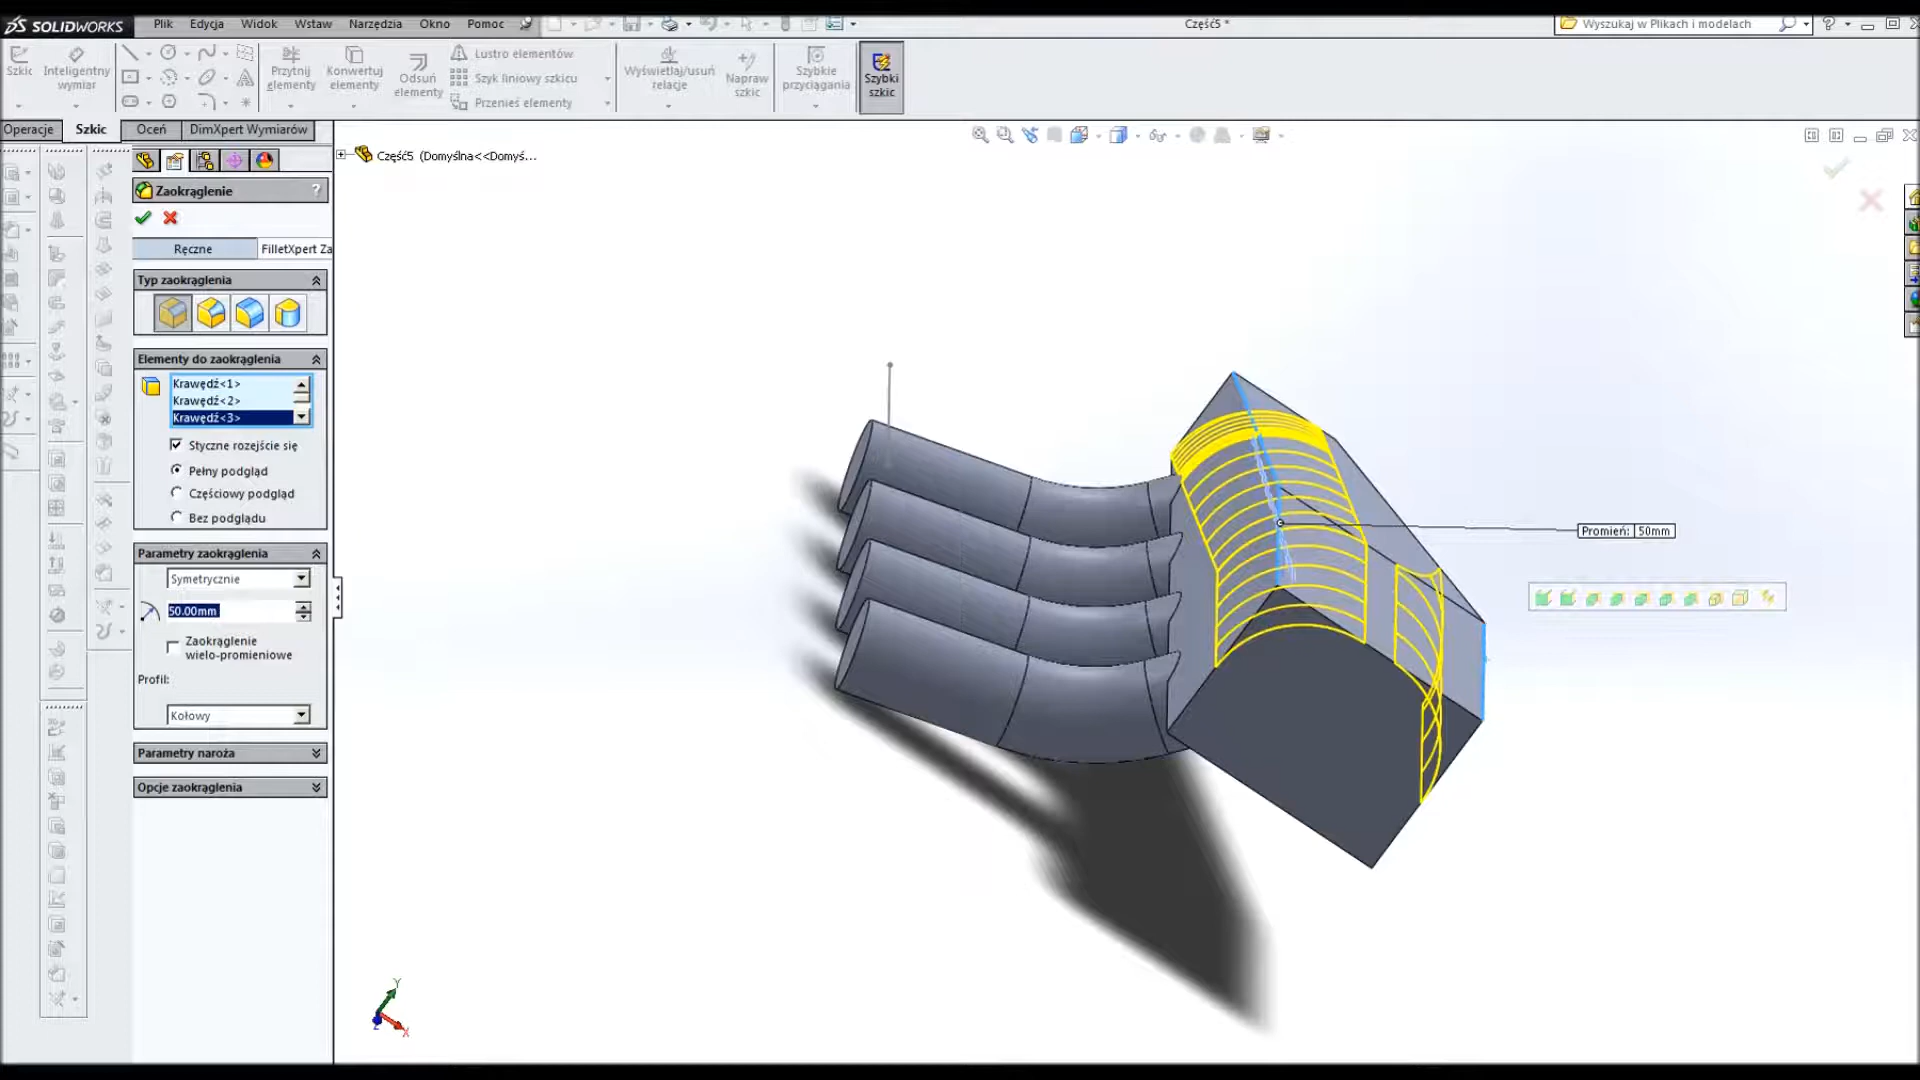 SOLIDWORKS Plik Edycja Widok Wstaw Narzędzia Okno Pomoc Część5 * Wyszukaj w Plikach i modelach ?
Szkic
Inteligentny wymiar
Przytnij elementy
Konwertuj elementy
Odsuń elementy
Lustro elementów
Szyk liniowy szkicu
Przenieś elementy
Wyświetlaj/usuń relacje
Napraw szkic
Szybkie przyciągania
Szybki szkic
Operacje Szkic Oceń DimXpert Wymiarów
Część5 (Domyślna<<Domyś...
Zaokrąglenie ?
Ręczne FilletXpert Za
Typ zaokrąglenia
Elementy do zaokrąglenia
Krawędź<1>
Krawędź<2>
Krawędź<3>
Styczne rozejście się
Pełny podgląd
Częściowy podgląd
Bez podglądu
Parametry zaokrąglenia
Symetrycznie
50.00mm
Zaokrąglenie
wielo-promieniowe
Profil:
Kołowy
Parametry naroża
Opcje zaokrąglenia
Promień: 50mm
Y
X
Z